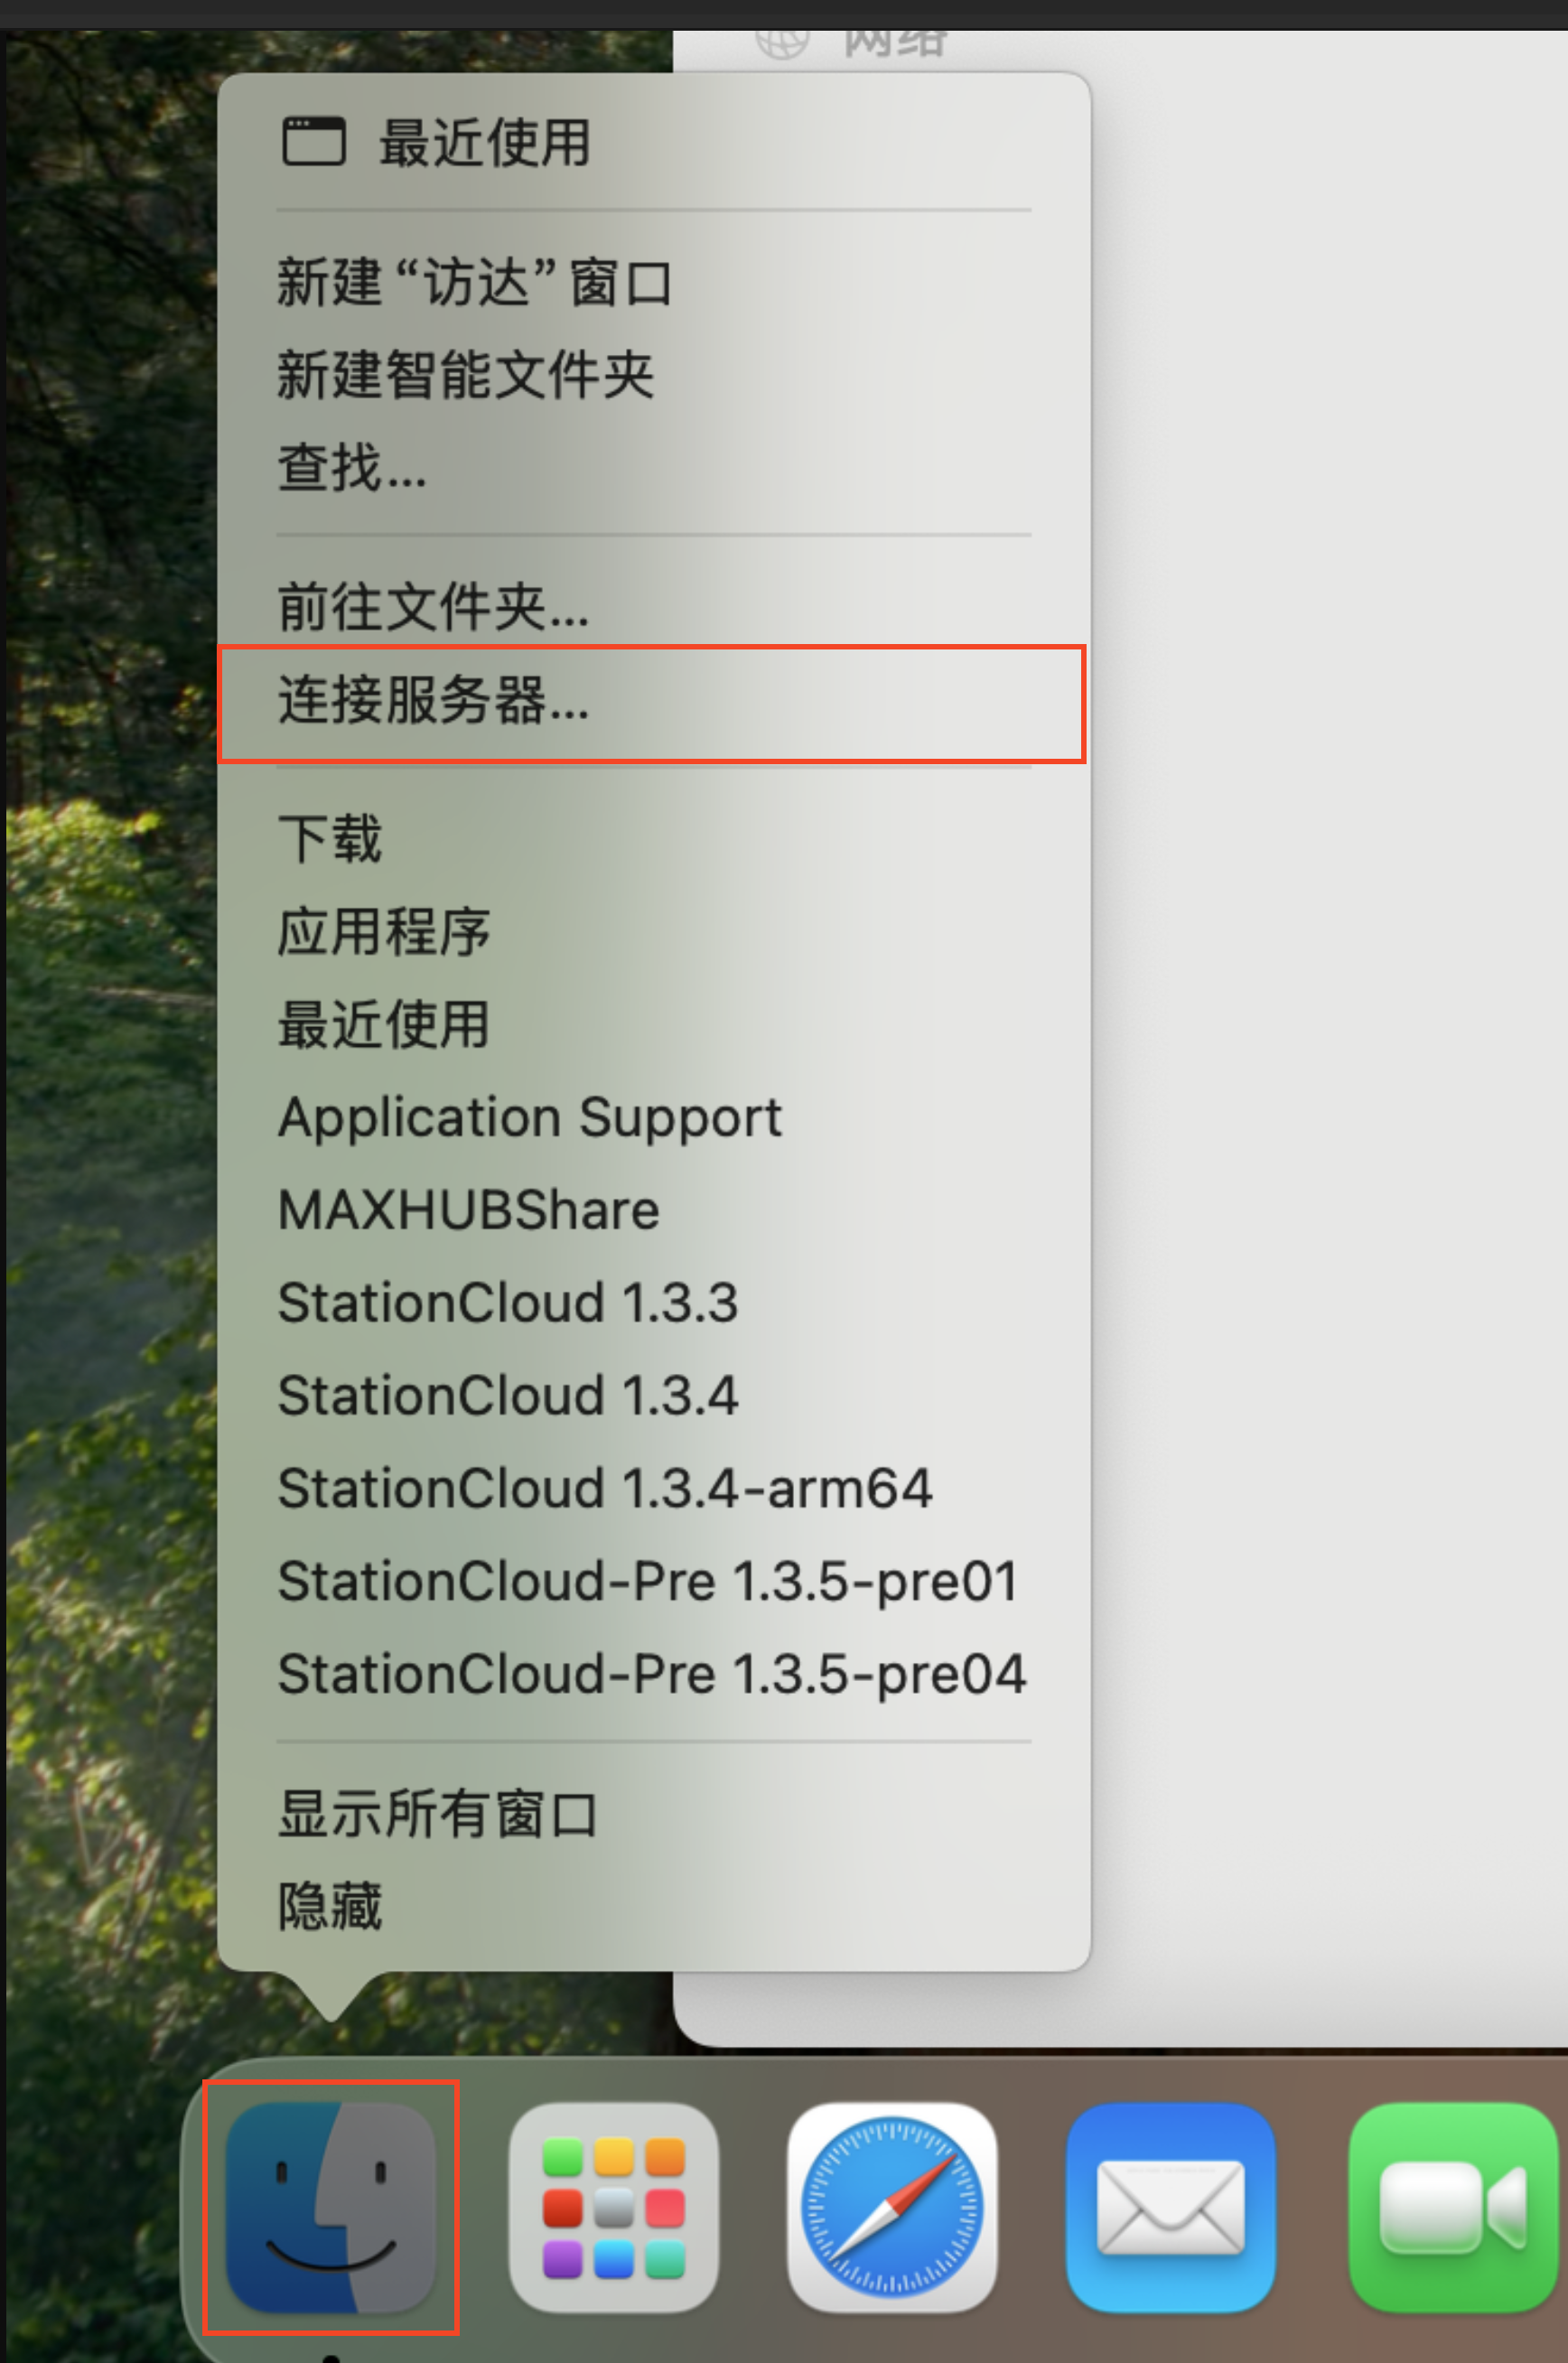 网络
最近使用
新建“访达”窗口
新建智能文件夹
查找...
前往文件夹...
连接服务器...
下载
应用程序
最近使用
Application Support
MAXHUBShare
StationCloud 1.3.3
StationCloud 1.3.4
StationCloud 1.3.4-arm64
StationCloud-Pre 1.3.5-pre01
StationCloud-Pre 1.3.5-pre04
显示所有窗口
隐藏